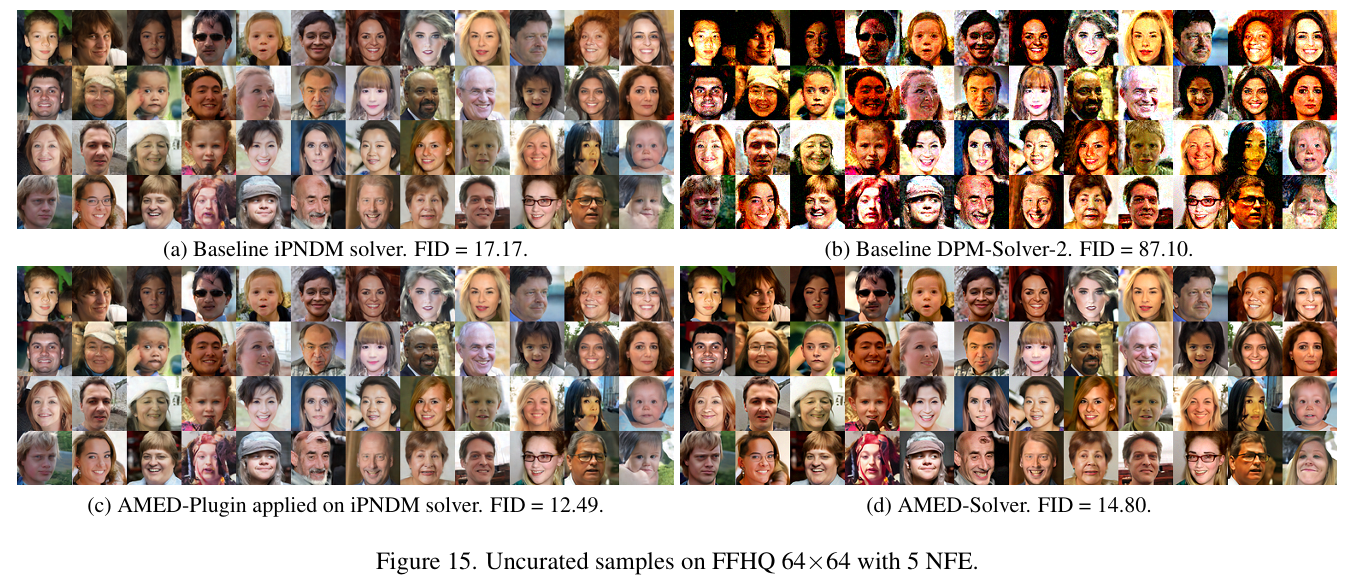 (a) Baseline iPNDM solver. FID = 17.17.
(b) Baseline DPM-Solver-2. FID = 87.10.
(c) AMED-Plugin applied on iPNDM solver. FID = 12.49.
(d) AMED-Solver. FID = 14.80.
Figure 15. Uncurated samples on FFHQ 64×64 with 5 NFE.